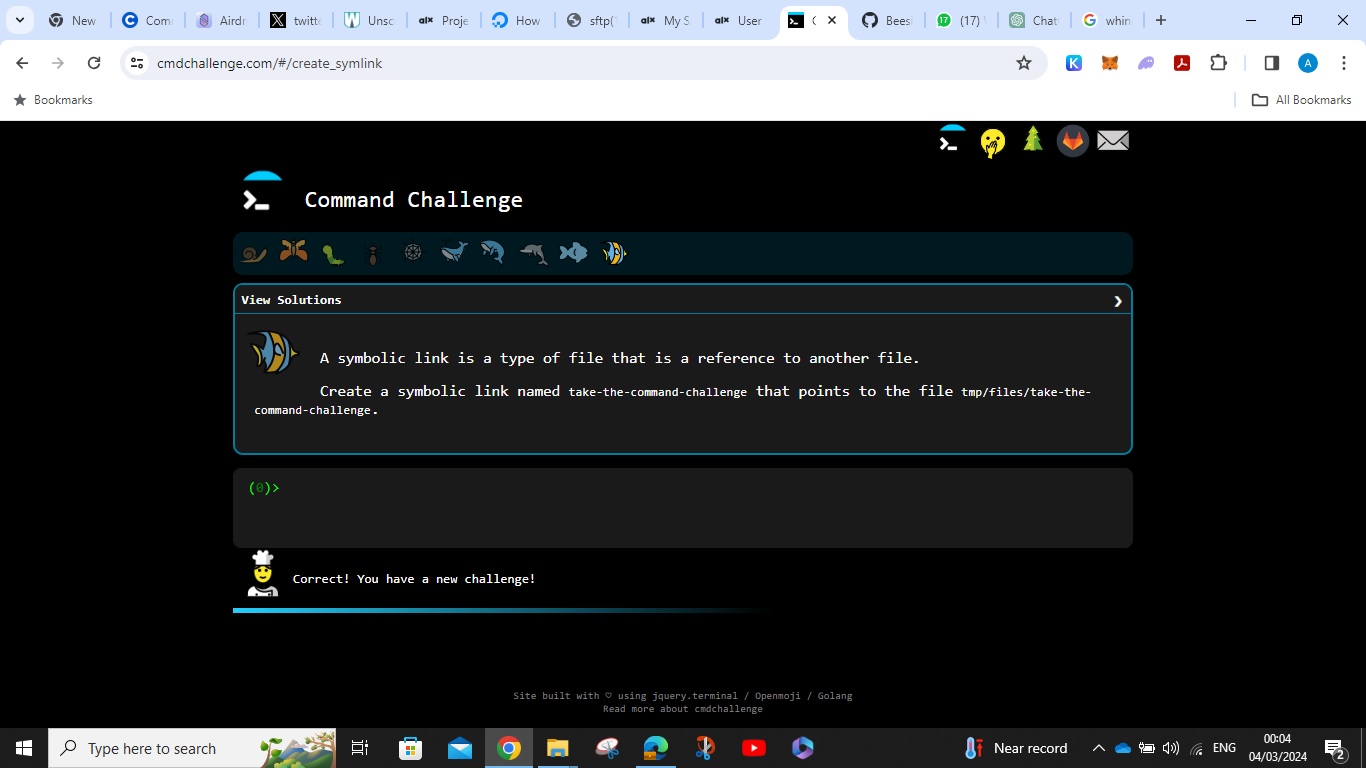 New
Com
Airdr
twitte
Unsc
Proje
How
sftp(
My S
User
Beesi
(17)
Chat
whin
cmdchallenge.com/#/create_symlink
A
Bookmarks
All Bookmarks
Command Challenge
View Solutions
A symbolic link is a type of file that is a reference to another file.
Create a symbolic link named take-the-command-challenge that points to the file tmp/files/take-the-
command-challenge.
(0)>
Correct! You have a new challenge!
Site built with ♡ using jquery.terminal / Openmoji / Golang
Read more about cmdchallenge
Type here to search
Near record
ENG
00:04
04/03/2024
2